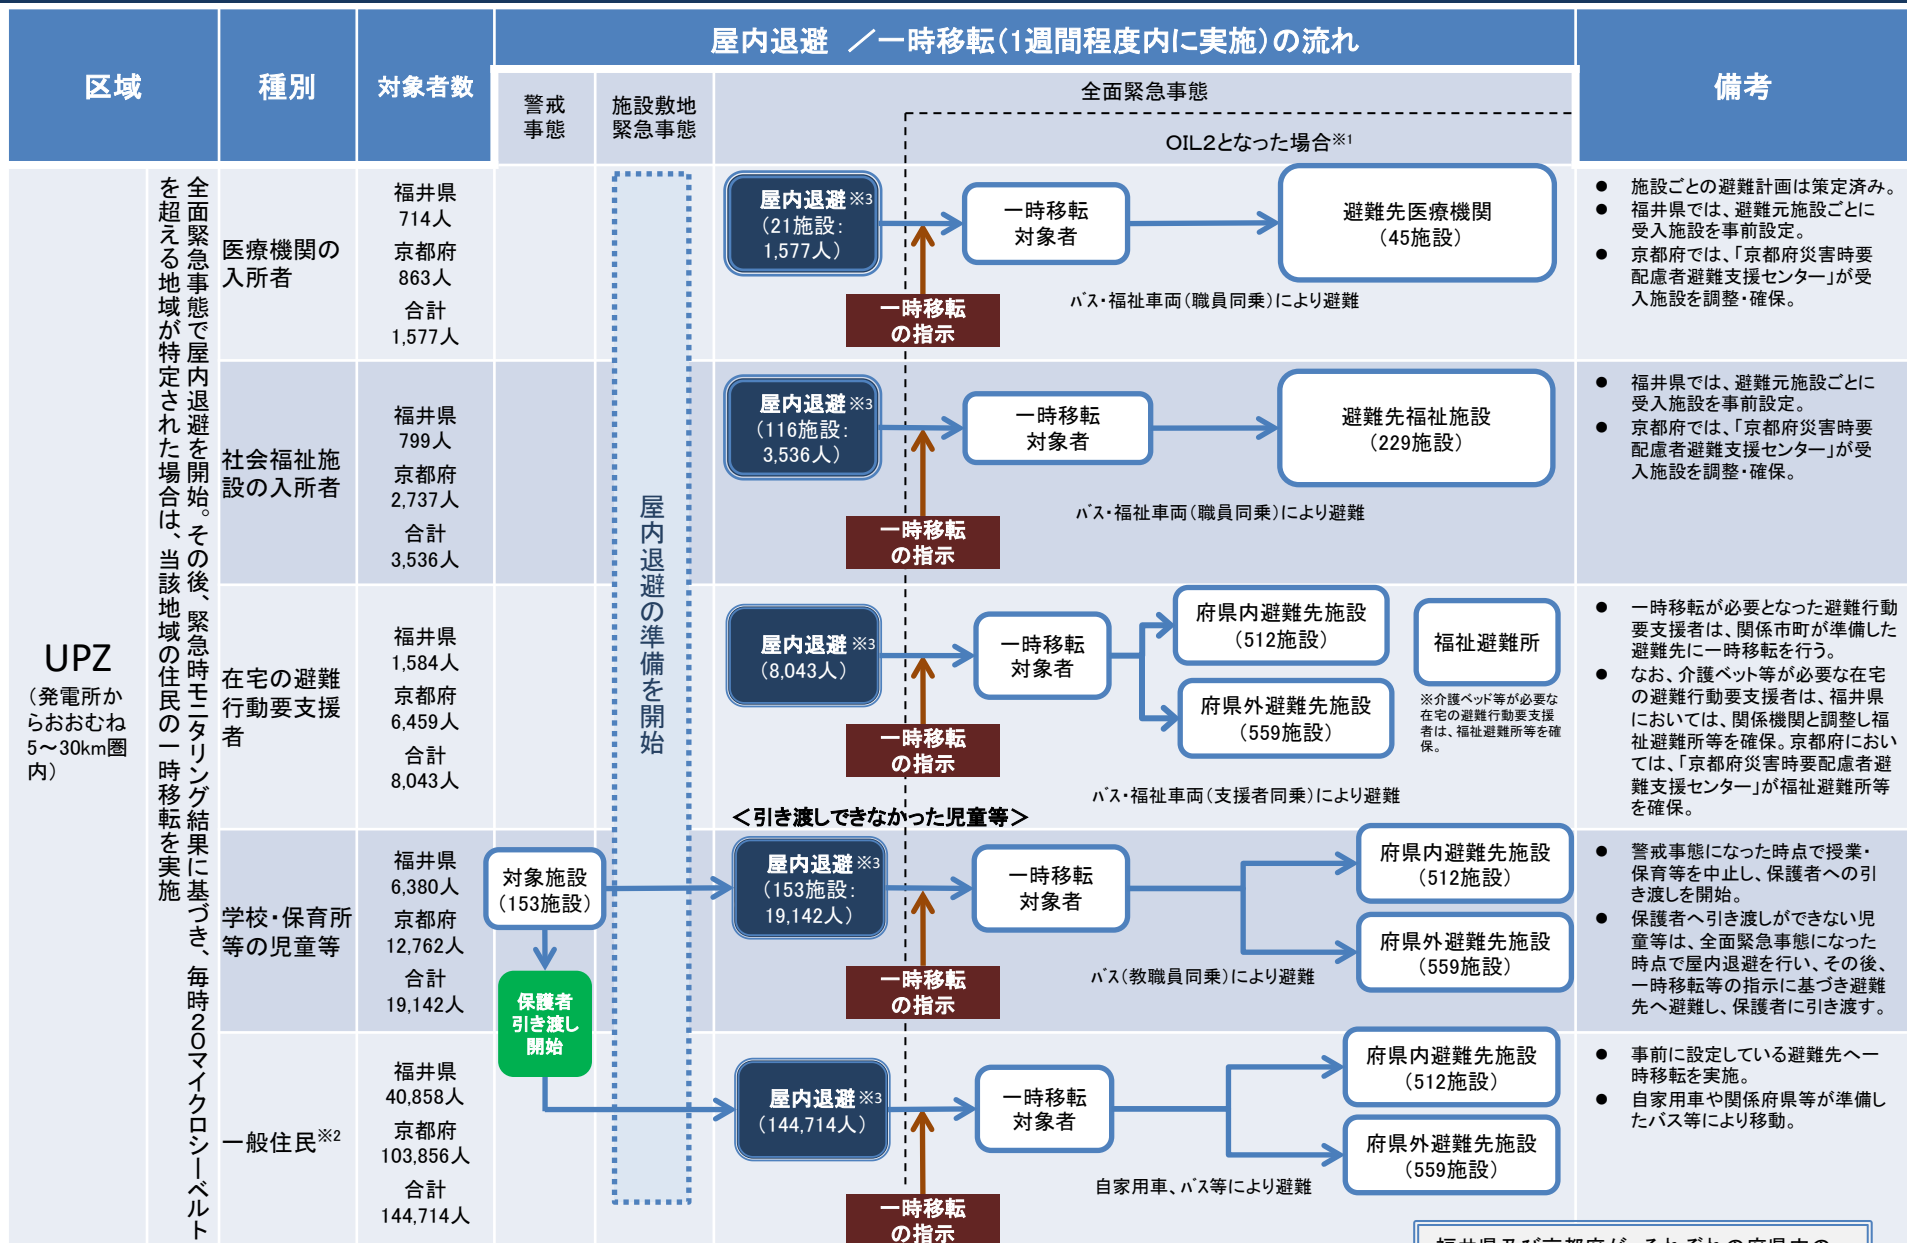 区域
種別
対象者数
屋内退避 ／一時移転（1週間程度内に実施）の流れ
備考
警戒
事態
施設敷地
緊急事態
全面緊急事態
OIL2となった場合※1
UPZ
（発電所か
らおおむね
5～30km圏
内）
全面緊急事態で屋内退避を開始。その後、緊急時モニタリング結果に基づき、毎時20マイクロシーベルト
を超える地域が特定された場合は、当該地域の住民の一時移転を実施
屋内退避の準備を開始
医療機関の
入所者
福井県
714人
京都府
863人
合計
1,577人
屋内退避※3
（21施設：
1,577人）
一時移転
の指示
一時移転
対象者
避難先医療機関
（45施設）
バス・福祉車両（職員同乗）により避難
● 施設ごとの避難計画は策定済み。
● 福井県では、避難元施設ごとに
受入施設を事前設定。
● 京都府では、「京都府災害時要
配慮者避難支援センター」が受
入施設を調整・確保。
社会福祉施
設の入所者
福井県
799人
京都府
2,737人
合計
3,536人
屋内退避※3
（116施設：
3,536人）
一時移転
の指示
一時移転
対象者
避難先福祉施設
（229施設）
バス・福祉車両（職員同乗）により避難
● 福井県では、避難元施設ごとに
受入施設を事前設定。
● 京都府では、「京都府災害時要
配慮者避難支援センター」が受
入施設を調整・確保。
在宅の避難
行動要支援
者
福井県
1,584人
京都府
6,459人
合計
8,043人
屋内退避※3
（8,043人）
一時移転
の指示
一時移転
対象者
府県内避難先施設
（512施設）
府県外避難先施設
（559施設）
福祉避難所
※介護ベッド等が必要な
在宅の避難行動要支援
者は、福祉避難所等を確
保。
バス・福祉車両（支援者同乗）により避難
● 一時移転が必要となった避難行動
要支援者は、関係市町が準備した
避難先に一時移転を行う。
● なお、介護ベット等が必要な在宅
の避難行動要支援者は、福井県
においては、関係機関と調整し福
祉避難所等を確保。京都府におい
ては、「京都府災害時要配慮者避
難支援センター」が福祉避難所等
を確保。
学校・保育所
等の児童等
福井県
6,380人
京都府
12,762人
合計
19,142人
対象施設
（153施設）
保護者
引き渡し
開始
＜引き渡しできなかった児童等＞
屋内退避※3
（153施設：
19,142人）
一時移転
の指示
一時移転
対象者
府県内避難先施設
（512施設）
府県外避難先施設
（559施設）
バス（教職員同乗）により避難
● 警戒事態になった時点で授業・
保育等を中止し、保護者への引
き渡しを開始。
● 保護者へ引き渡しができない児
童等は、全面緊急事態になった
時点で屋内退避を行い、その後、
一時移転等の指示に基づき避難
先へ避難し、保護者に引き渡す。
一般住民※2
福井県
40,858人
京都府
103,856人
合計
144,714人
屋内退避※3
（144,714人）
一時移転
の指示
一時移転
対象者
府県内避難先施設
（512施設）
府県外避難先施設
（559施設）
自家用車、バス等により避難
● 事前に設定している避難先へ一
時移転を実施。
● 自家用車や関係府県等が準備し
たバス等により移動。
福井県及び京都府が、それぞれの府県内の